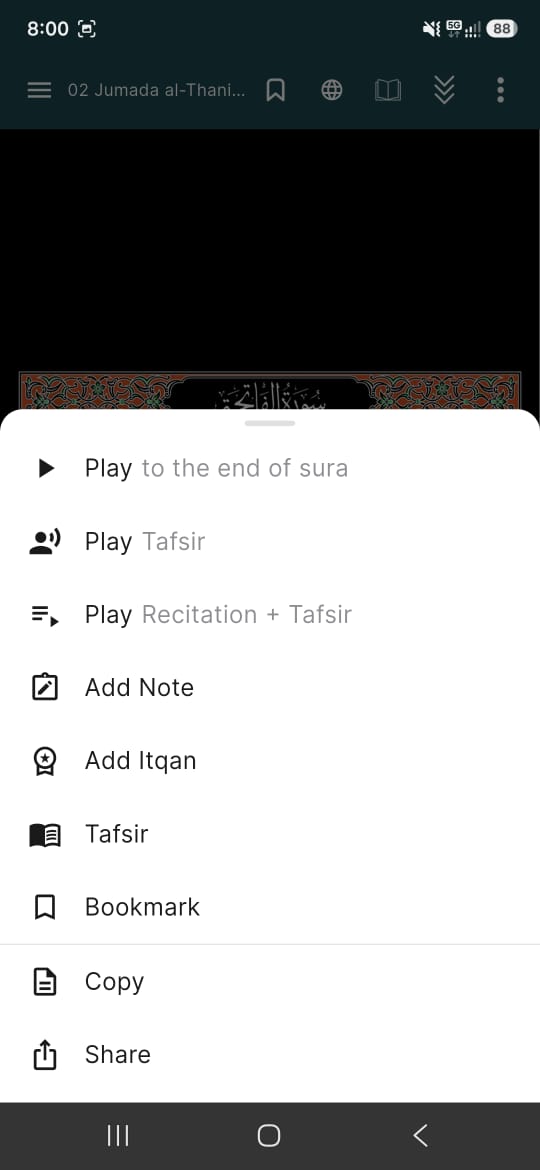 8:00
5G
88
02 Jumada al-Thani...
سورة الفاتحة
Play to the end of sura
Play Tafsir
Play Recitation + Tafsir
Add Note
Add Itqan
Tafsir
Bookmark
Copy
Share